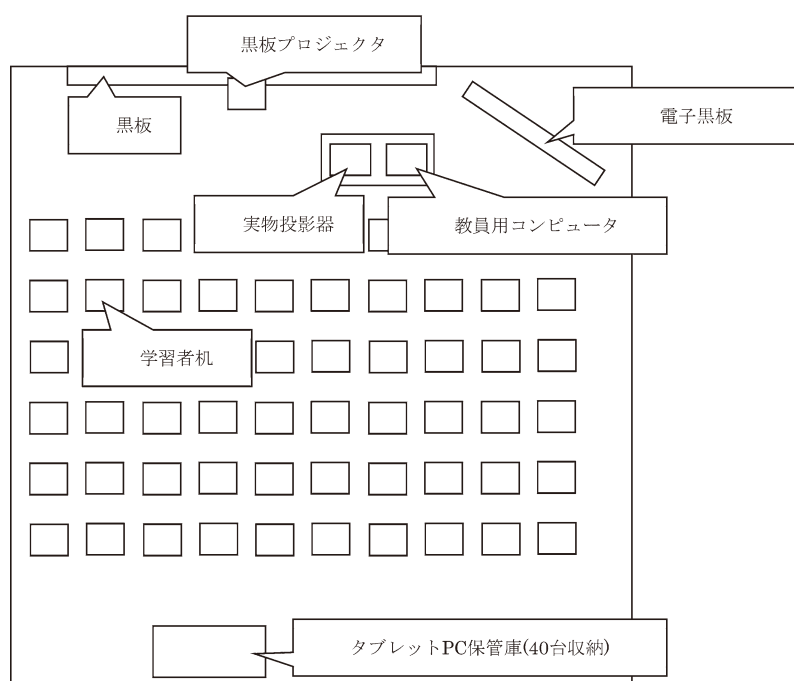 黒板プロジェクタ
黒板
電子黒板
実物投影器
教員用コンピュータ
学習者机
タブレットPC保管庫(40台収納)